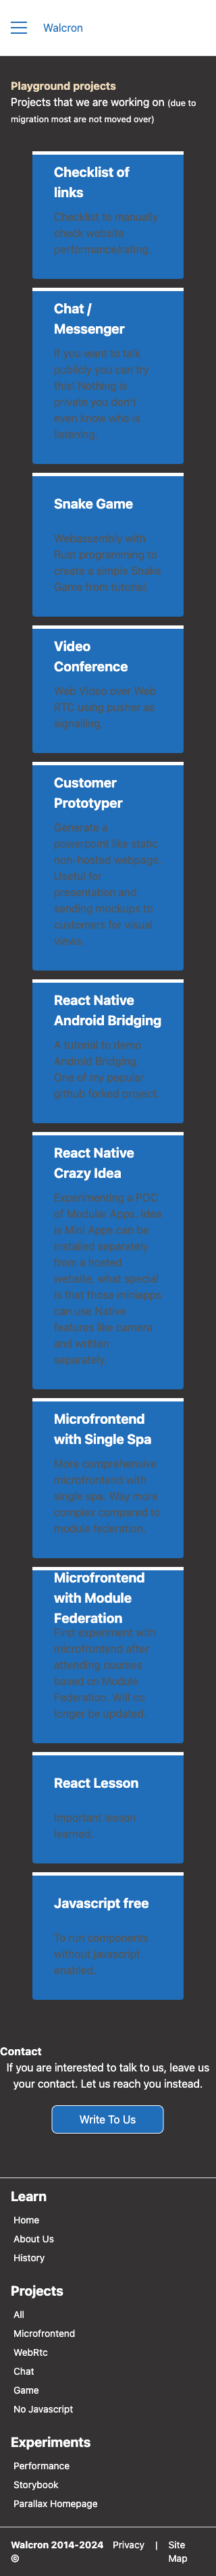 Walcron
Playground projects
Projects that we are working on (due to
migration most are not moved over)
Checklist of
links
Checklist to manually
check website
performance/rating.
Chat /
Messenger
If you want to talk
publicly you can try
this! Nothing is
private you don't
even know who is
listening.
Snake Game
Webassembly with
Rust programming to
create a simple Snake
Game from tutorial.
Video
Conference
Web Video over Web
RTC using pusher as
signalling.
Customer
Prototyper
Generate a
powerpoint like static
non-hosted webpage.
Useful for
presentation and
sending mockups to
customers for visual
views.
React Native
Android Bridging
A tutorial to demo
Android Bridging.
One of my popular
github forked project.
React Native
Crazy Idea
Experimenting a POC
of Modular Apps. Idea
is Mini Apps can be
installed separately
from a hosted
website, what special
is that those miniapps
can use Native
features like camera
and written
separately.
Microfrontend
with Single Spa
More comprehensive
microfrontend with
single spa. Way more
complex compared to
module federation.
Microfrontend
with Module
Federation
First experiment with
microfrontend after
attending courses
based on Module
Federation. Will no
longer be updated.
React Lesson
Important lesson
learned.
Javascript free
To run components
without javascript
enabled.
Contact
If you are interested to talk to us, leave us
your contact. Let us reach you instead.
Write To Us
Learn
Home
About Us
History
Projects
All
Microfrontend
WebRtc
Chat
Game
No Javascript
Experiments
Performance
Storybook
Parallax Homepage
Walcron 2014-2024 Privacy | Site
© Map